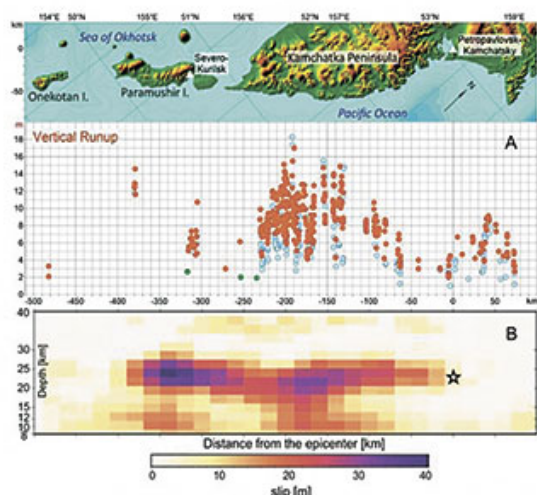 154°E 50° 155°E 51°N 156°E 52°N 157°E 53°N 158°E
Sea of Okhotsk
Severo-
Kurilsk
Onekotan I.
Paramushir I.
Kamchatka Peninsula
Petropavlovsk-
Kamchatsky
Pacific Ocean
N
km
0
-50
m
Vertical Runup
A
16
14
12
10
8
6
4
2
0
-500 -450 -400 -350 -300 -250 -200 -150 -100 -50 0 50
40
30
25
20
15
12
10
8
Depth [km]
B
Distance from the epicenter [km]
0 10 20 30 40
slip [m]